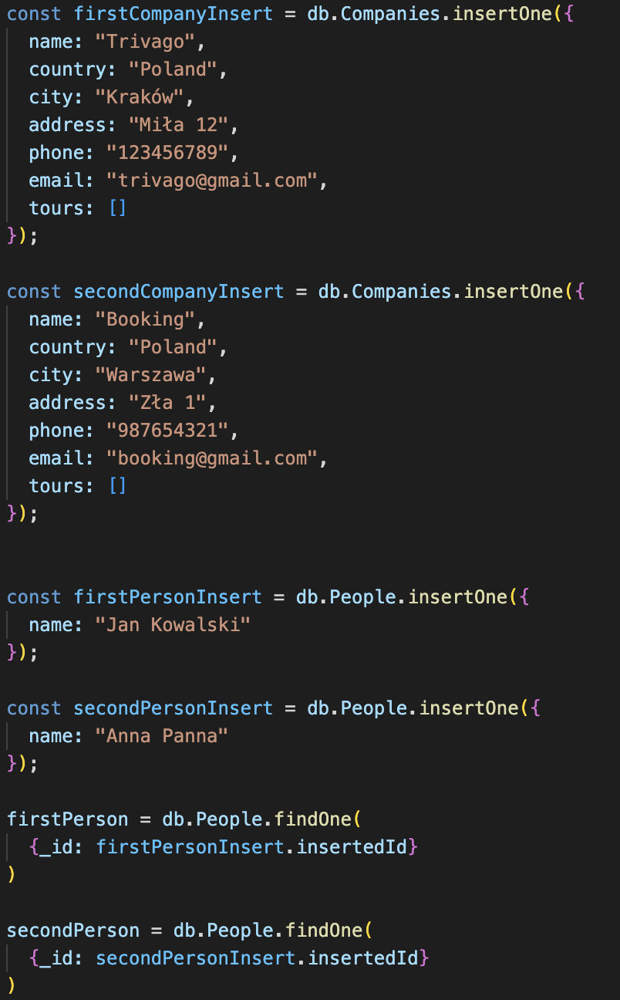 const firstCompanyInsert = db.Companies.insertOne({
  name: "Trivago",
  country: "Poland",
  city: "Kraków",
  address: "Miła 12",
  phone: "123456789",
  email: "trivago@gmail.com",
  tours: []
});

const secondCompanyInsert = db.Companies.insertOne({
  name: "Booking",
  country: "Poland",
  city: "Warszawa",
  address: "Zła 1",
  phone: "987654321",
  email: "booking@gmail.com",
  tours: []
});

const firstPersonInsert = db.People.insertOne({
  name: "Jan Kowalski"
});

const secondPersonInsert = db.People.insertOne({
  name: "Anna Panna"
});

firstPerson = db.People.findOne(
  {_id: firstPersonInsert.insertedId}
)

secondPerson = db.People.findOne(
  {_id: secondPersonInsert.insertedId}
)